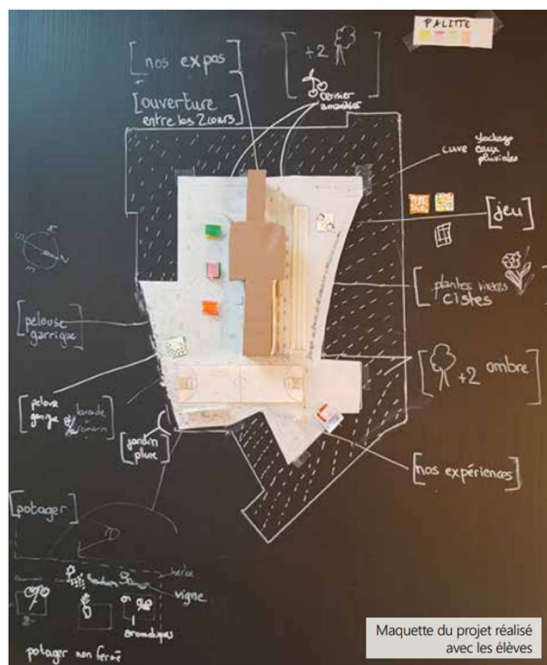 PALETTE
[nos expos]
[ouverture
entre les 2 cours]
[+2]
cerisier
amandier
stockage
cuve eaux
pluviales
[jeu]
[plantes vivaces
cistes]
[+2 ombre]
[nos expériences]
[pelouse
garrigue]
[pelouse
garrigue
lavande
romarin]
[jardin
pluie]
[potager]
vigne
aromatiques
potager non fermé
Maquette du projet réalisé
avec les élèves